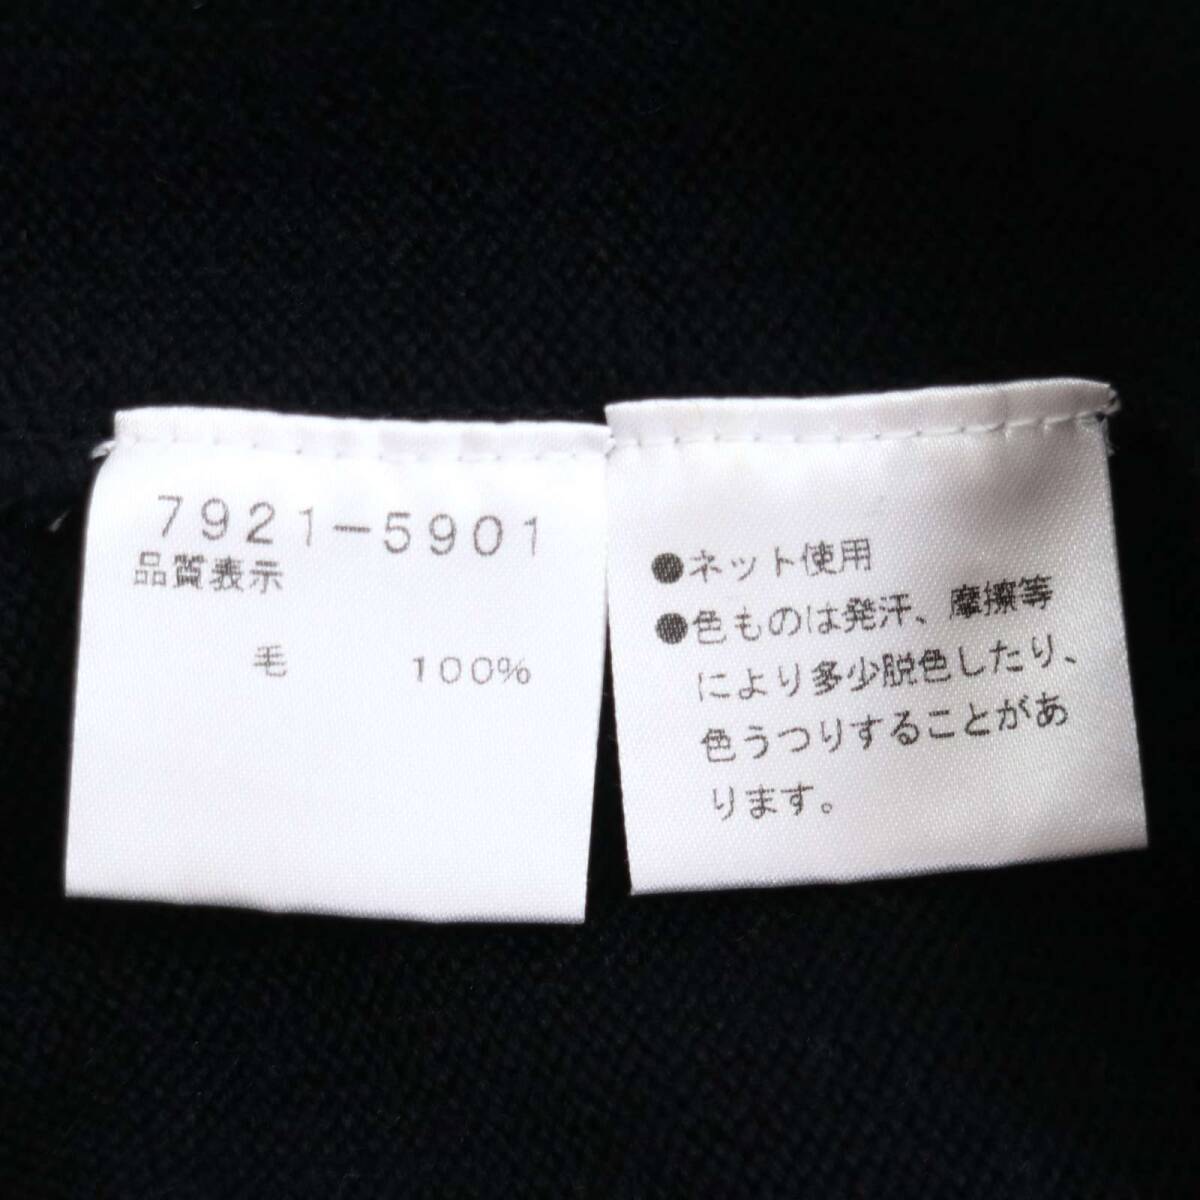 7921-5901
品質表示
毛 100%
●ネット使用
●色ものは発汗、摩擦等
により多少脱色したり、
色うつりすることがあ
ります。